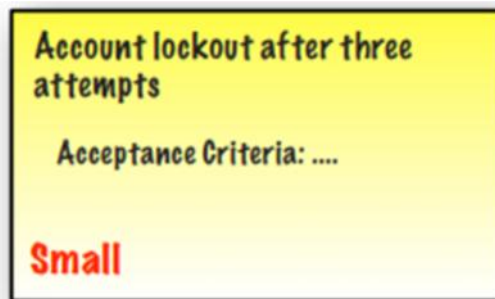 Account lockout after three
attempts
Acceptance Criteria: ....
Small